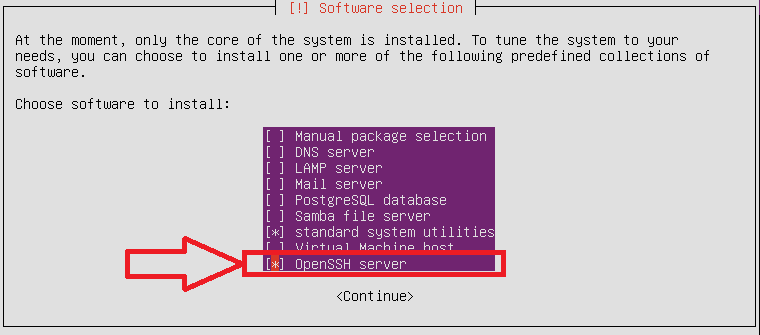 [!] Software selection
At the moment, only the core of the system is installed. To tune the system to your
needs, you can choose to install one or more of the following predefined collections of
software.
Choose software to install:
[ ] Manual package selection
[ ] DNS server
[ ] LAMP server
[ ] Mail server
[ ] PostgreSQL database
[ ] Samba file server
[*] standard system utilities
[ ] Virtual Machine host
[*] OpenSSH server
<Continue>